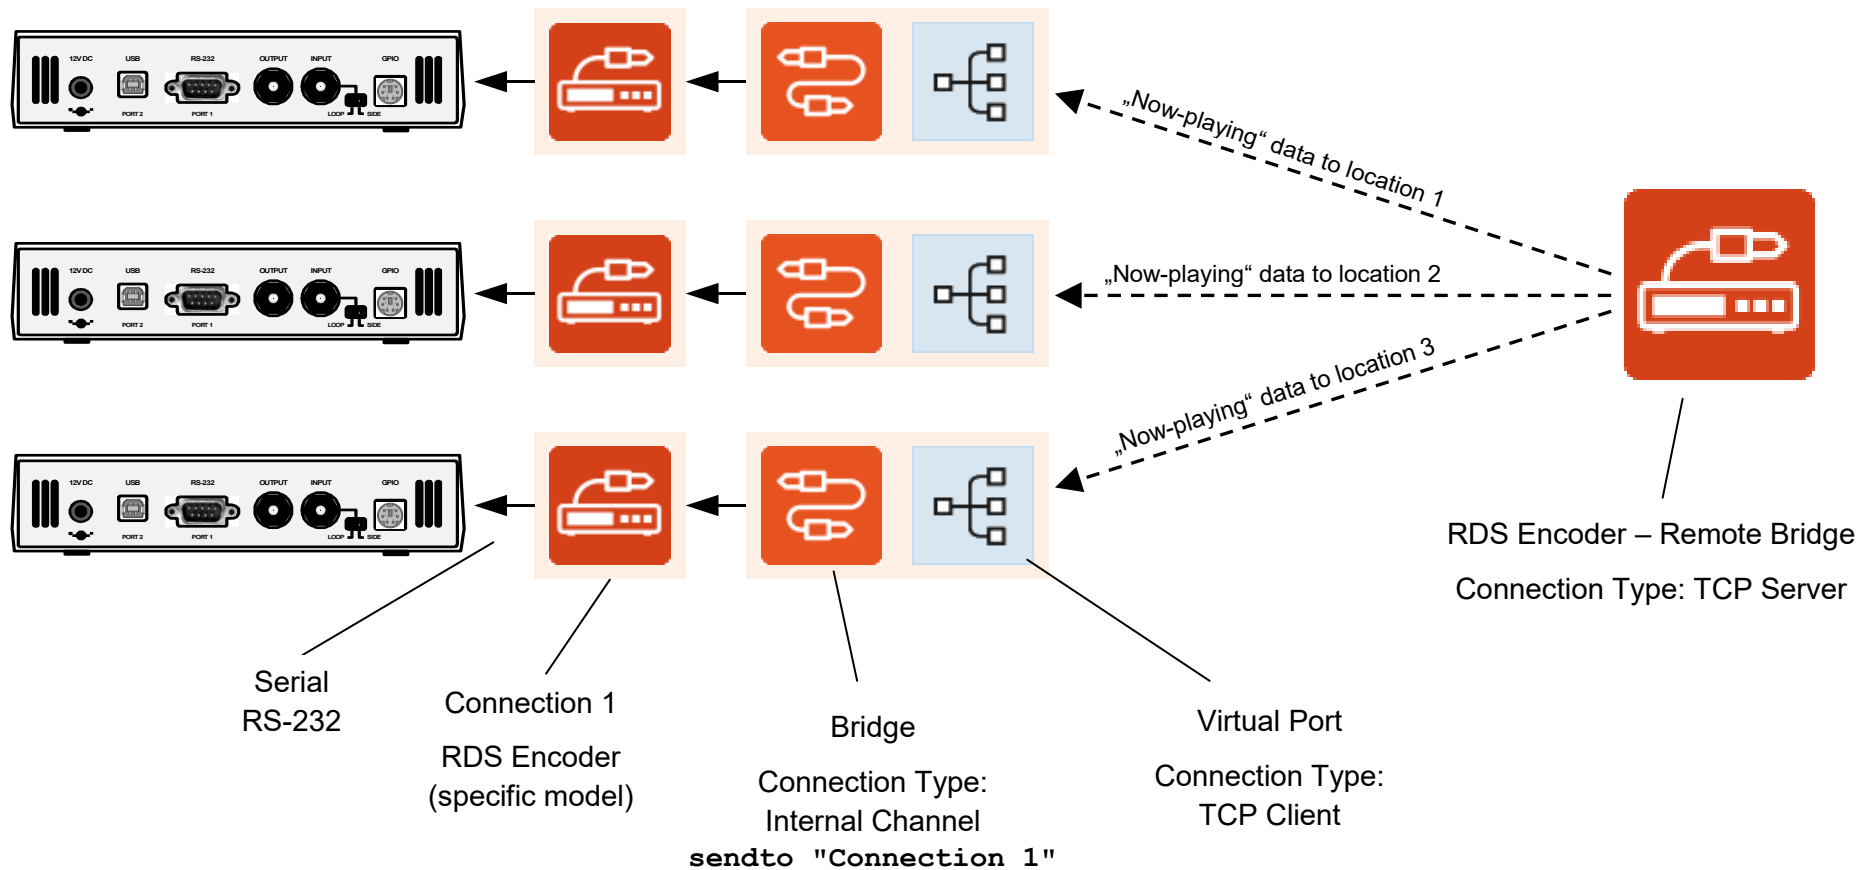 12V DC USB RS-232 OUTPUT INPUT GPIO
PORT 2 PORT 1 LOOP SIDE
„Now-playing“ data to location 1
12V DC USB RS-232 OUTPUT INPUT GPIO
PORT 2 PORT 1 LOOP SIDE
„Now-playing“ data to location 2
„Now-playing“ data to location 3
12V DC USB RS-232 OUTPUT INPUT GPIO
PORT 2 PORT 1 LOOP SIDE
RDS Encoder – Remote Bridge
Connection Type: TCP Server
Serial
RS-232
Connection 1
RDS Encoder
(specific model)
Bridge
Connection Type:
Internal Channel
sendto "Connection 1"
Virtual Port
Connection Type:
TCP Client